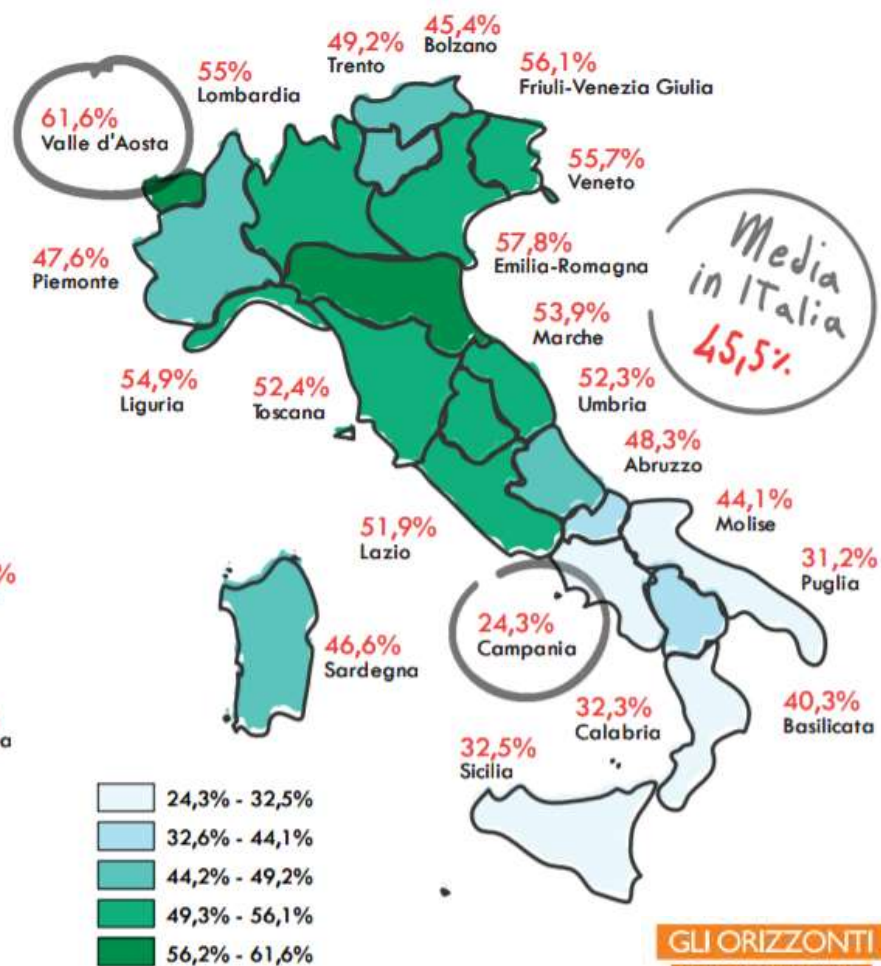 45,4%
Bolzano
49,2%
Trento
56,1%
Friuli-Venezia Giulia
55%
Lombardia
61,6%
Valle d'Aosta
55,7%
Veneto
47,6%
Piemonte
57,8%
Emilia-Romagna
Media
in ITalia
45,5%
53,9%
Marche
54,9%
Liguria
52,4%
Toscana
52,3%
Umbria
48,3%
Abruzzo
44,1%
Molise
51,9%
Lazio
31,2%
Puglia
%
24,3%
Campania
46,6%
Sardegna
40,3%
Basilicata
32,3%
Calabria
a
32,5%
Sicilia
24,3% - 32,5%
32,6% - 44,1%
44,2% - 49,2%
49,3% - 56,1%
56,2% - 61,6%
GLI ORIZZONTI